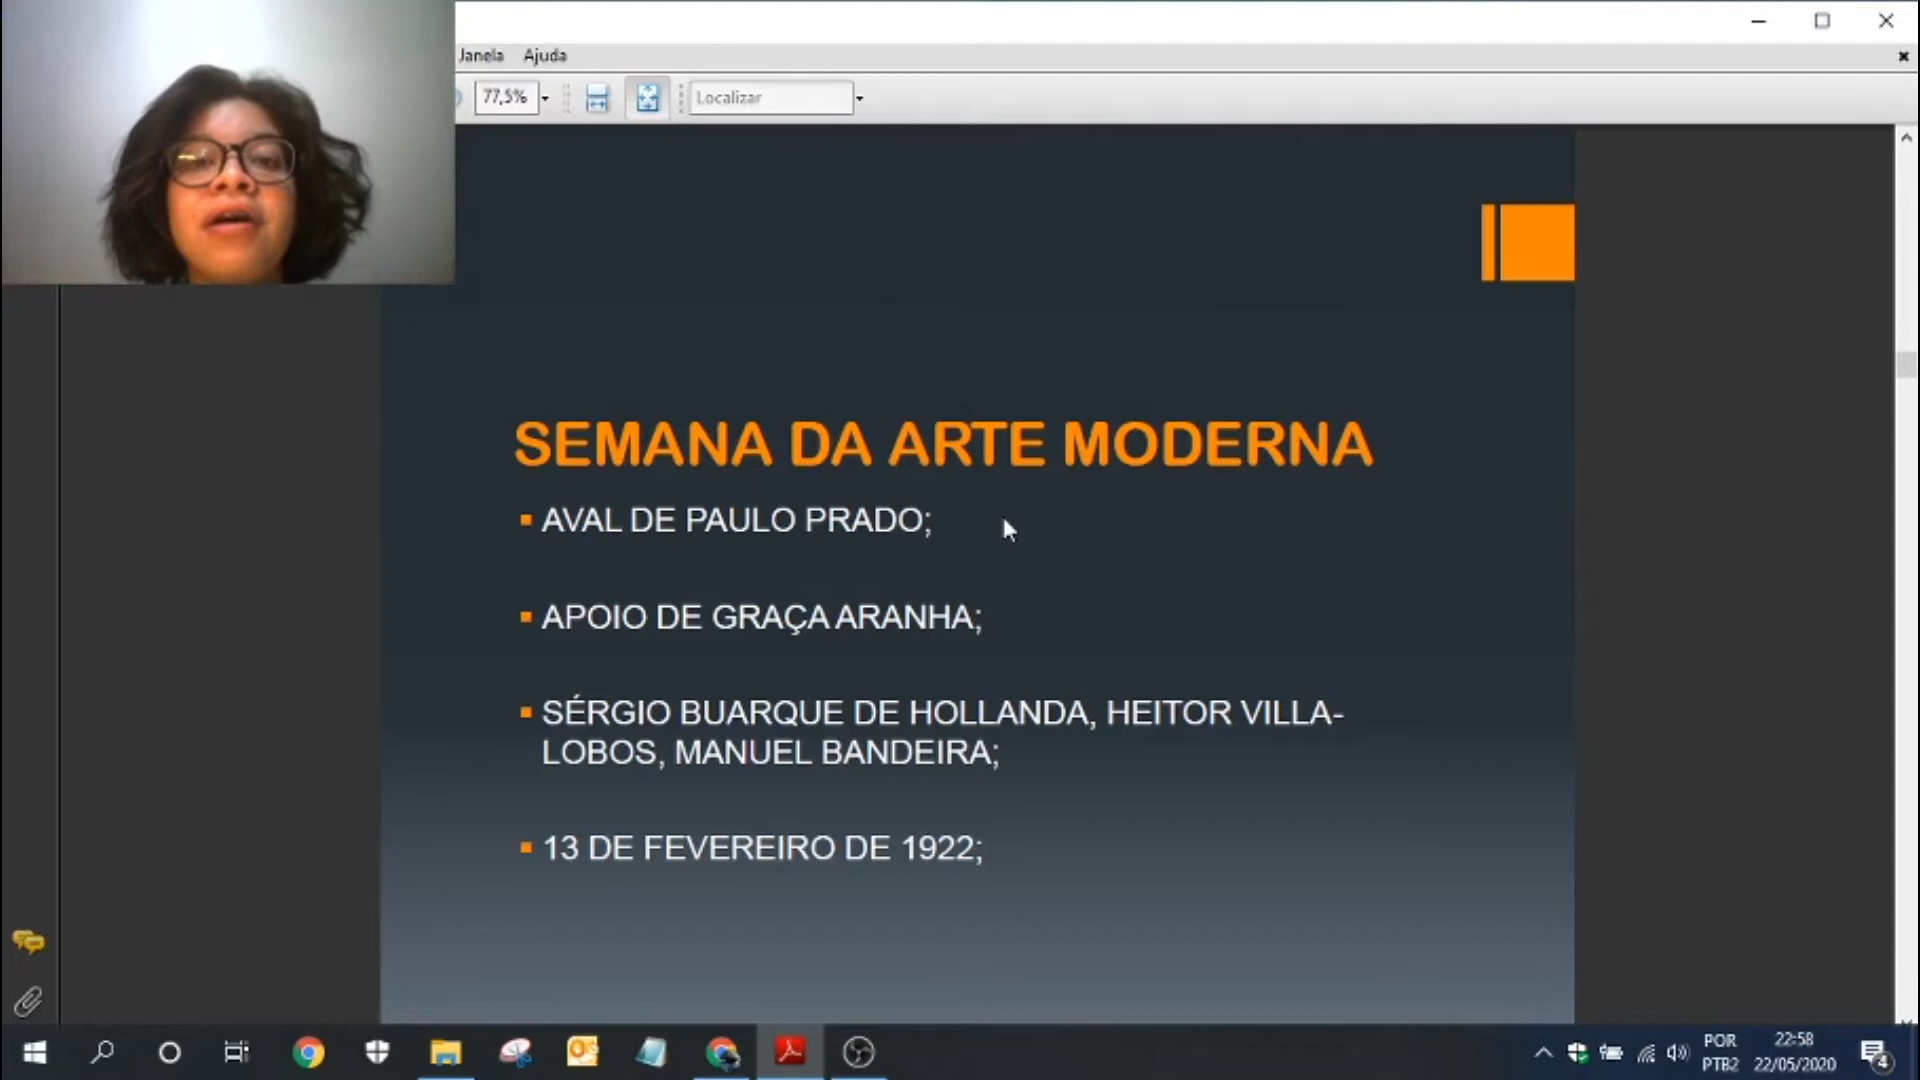 Janela Ajuda
77,5% Localizar
SEMANA DA ARTE MODERNA
AVAL DE PAULO PRADO;
APOIO DE GRAÇA ARANHA;
SÉRGIO BUARQUE DE HOLLANDA, HEITOR VILLA-
LOBOS, MANUEL BANDEIRA;
13 DE FEVEREIRO DE 1922;
POR 22:58
PTB2 22/05/2020 4